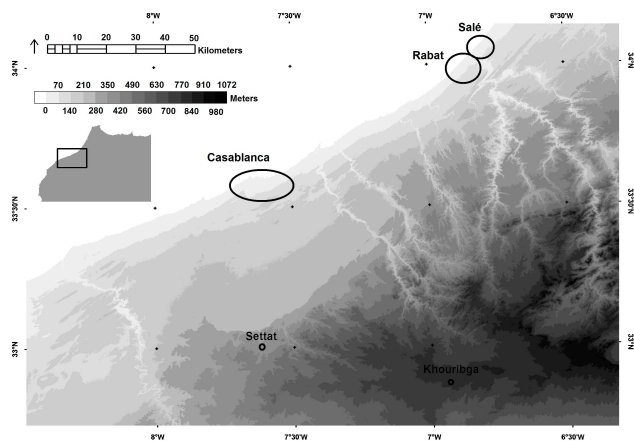 8°W 7°30'W 7°W 6°30'W
Salé
0 10 20 30 40 50
Kilometers
Rabat
34°N 34°N
70 210 350 490 630 770 910 1072
Meters
0 140 280 420 560 700 840 980
Casablanca
33°30'N 33°30'N
Settat
33°N 33°N
Khouribga
8°W 7°30'W 7°W 6°30'W